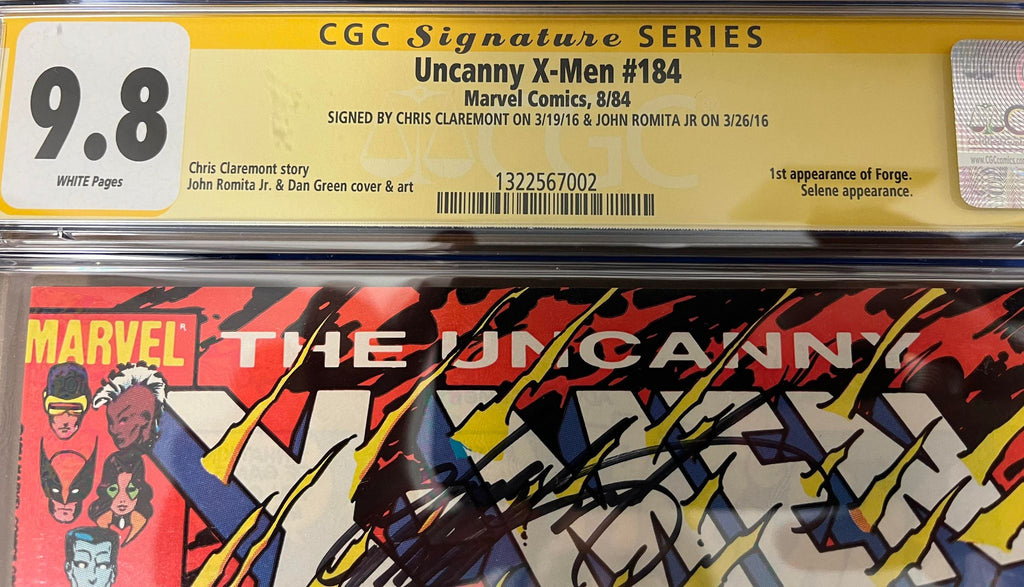 CGC Signature SERIES
9.8
WHITE Pages
Uncanny X-Men #184
Marvel Comics, 8/84
SIGNED BY CHRIS CLAREMONT ON 3/19/16 & JOHN ROMITA JR ON 3/26/16
Chris Claremont story
John Romita Jr. & Dan Green cover & art
1322567002
1st appearance of Forge.
Selene appearance.
CGC
MARVEL
THE UNCANNY